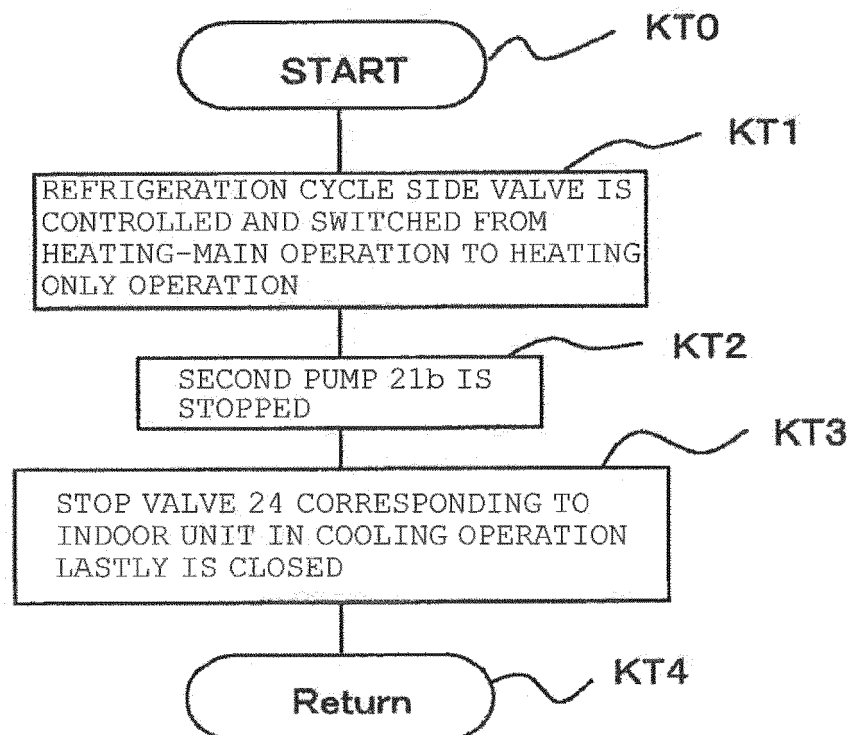 START
KT0
KT1
REFRIGERATION CYCLE SIDE VALVE IS
CONTROLLED AND SWITCHED FROM
HEATING-MAIN OPERATION TO HEATING
ONLY OPERATION
KT2
SECOND PUMP 21b IS
STOPPED
KT3
STOP VALVE 24 CORRESPONDING TO
INDOOR UNIT IN COOLING OPERATION
LASTLY IS CLOSED
KT4
Return